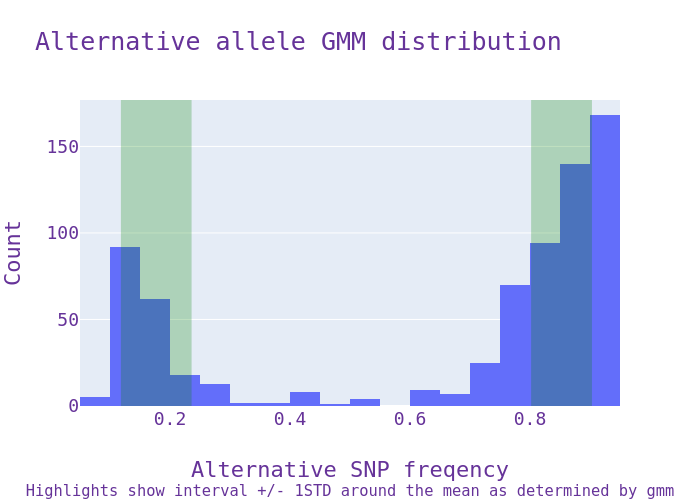 Alternative allele GMM distribution
150
100
50
0
Count
0.2 0.4 0.6 0.8
Alternative SNP freqency
Highlights show interval +/- 1STD around the mean as determined by gmm